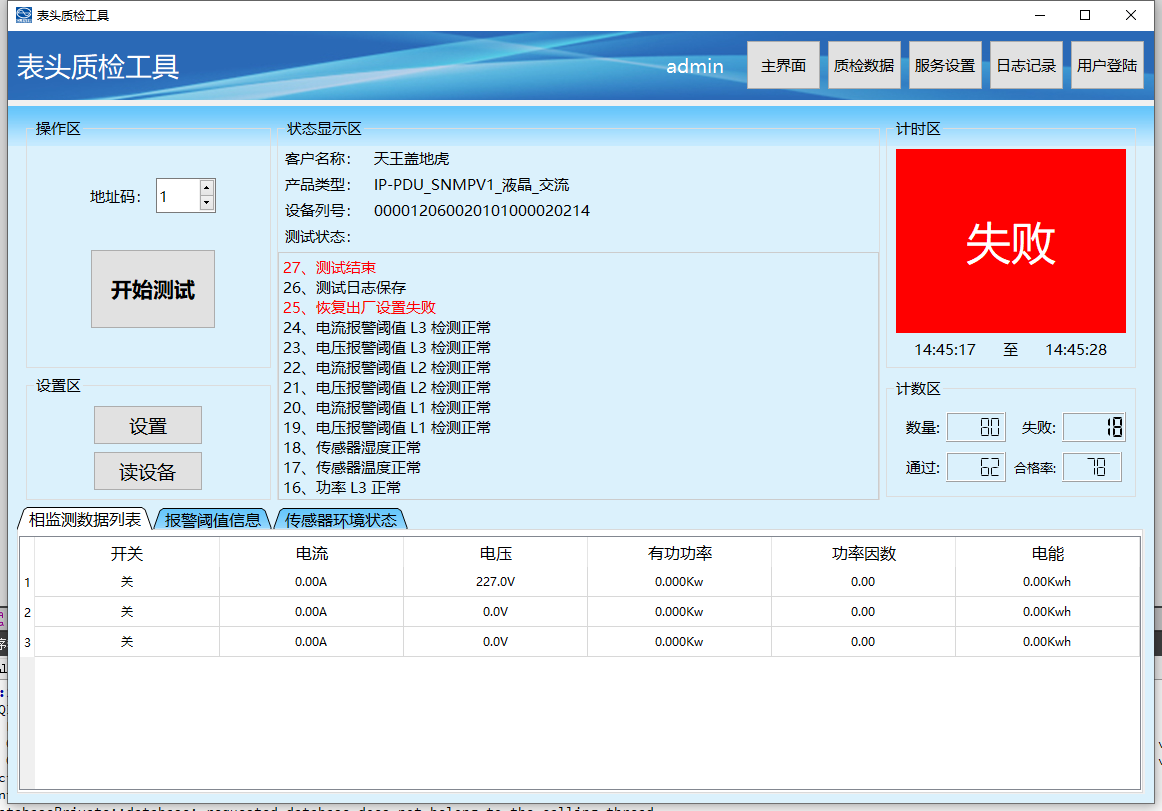 表头质检工具
表头质检工具
admin
主界面
质检数据
服务设置
日志记录
用户登陆
操作区
地址码： 1
开始测试
设置区
设置
读设备
状态显示区
客户名称： 天王盖地虎
产品类型： IP-PDU_SNMPV1_液晶_交流
设备列号： 000012060020101000020214
测试状态：
27、测试结束
26、测试日志保存
25、恢复出厂设置失败
24、电流报警阈值 L3 检测正常
23、电压报警阈值 L3 检测正常
22、电流报警阈值 L2 检测正常
21、电压报警阈值 L2 检测正常
20、电流报警阈值 L1 检测正常
19、电压报警阈值 L1 检测正常
18、传感器湿度正常
17、传感器温度正常
16、功率 L3 正常
计时区
失败
14:45:17 至 14:45:28
计数区
数量: 80 失败: 18
通过: 62 合格率: 78
相监测数据列表 报警阈值信息 传感器环境状态
开关 电流 电压 有功功率 功率因数 电能
1 关 0.00A 227.0V 0.000Kw 0.00 0.00Kwh
2 关 0.00A 0.0V 0.000Kw 0.00 0.00Kwh
3 关 0.00A 0.0V 0.000Kw 0.00 0.00Kwh